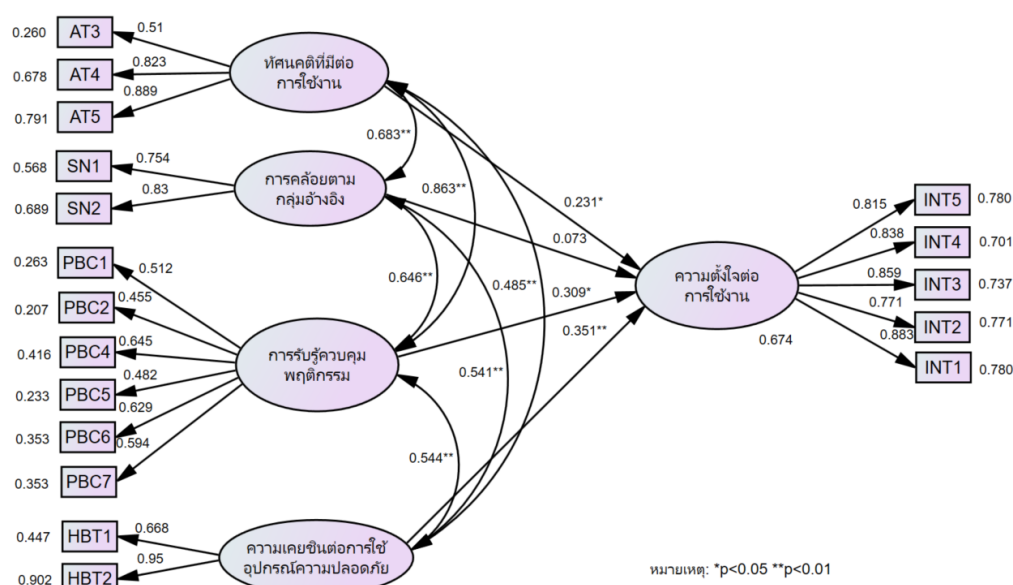 0.260 AT3 0.51
0.678 AT4 0.823
0.791 AT5 0.889
ทัศนคติที่มีต่อ
การใช้งาน
0.683**
0.568 SN1 0.754
0.689 SN2 0.83
การคล้อยตาม
กลุ่มอ้างอิง
0.863**
0.231*
0.073
0.646**
0.485**
0.309*
0.351**
0.263 PBC1 0.512
0.207 PBC2 0.455
0.416 PBC4 0.645
0.233 PBC5 0.482
0.353 PBC6 0.629
0.353 PBC7 0.594
การรับรู้ควบคุม
พฤติกรรม
0.541**
0.544**
0.447 HBT1 0.668
0.902 HBT2 0.95
ความเคยชินต่อการใช้
อุปกรณ์ความปลอดภัย
ความตั้งใจต่อ
การใช้งาน
0.674
0.815 INT5 0.780
0.838 INT4 0.701
0.859 INT3 0.737
0.771 INT2 0.771
0.883 INT1 0.780
หมายเหตุ: *p<0.05 **p<0.01